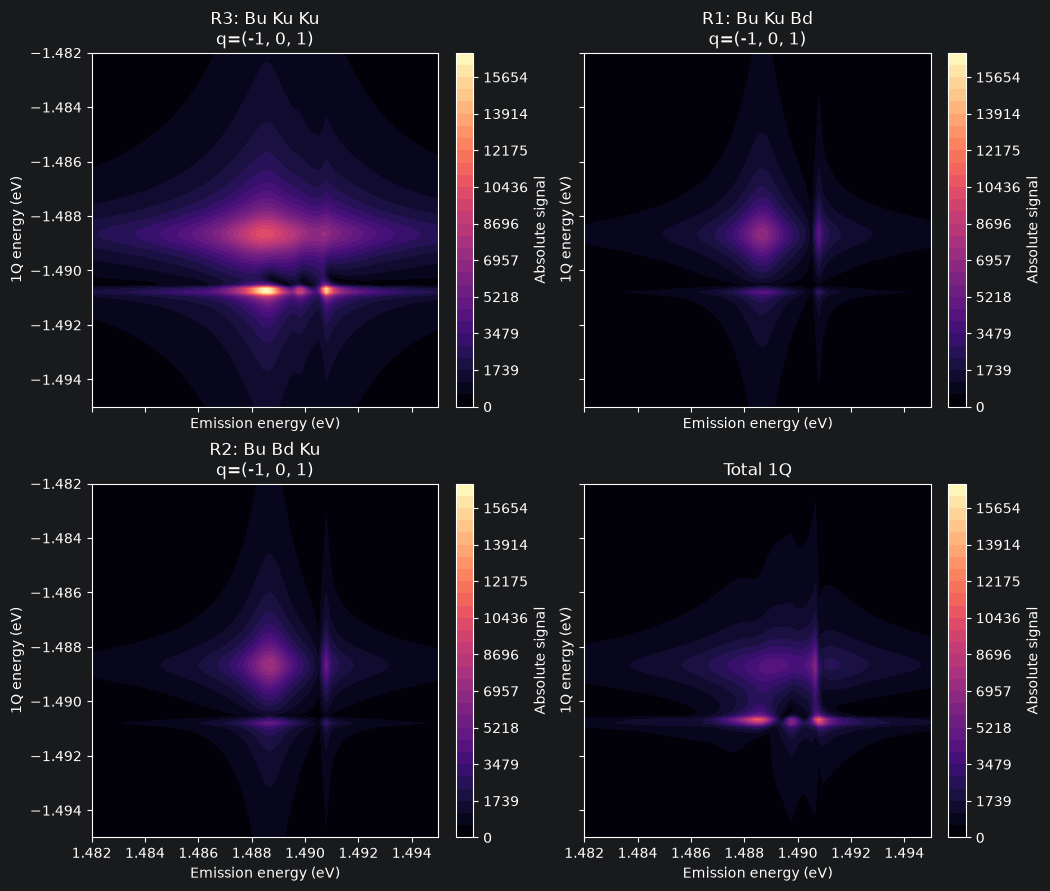 R3: Bu Ku Ku
q=(-1, 0, 1)
−1.482
−1.484
−1.486
−1.488
−1.490
−1.492
−1.494
1Q energy (eV)
Emission energy (eV)
15654
13914
12175
10436
8696
6957
5218
3479
1739
0
Absolute signal
R1: Bu Ku Bd
q=(-1, 0, 1)
1Q energy (eV)
Emission energy (eV)
15654
13914
12175
10436
8696
6957
5218
3479
1739
0
Absolute signal
R2: Bu Bd Ku
q=(-1, 0, 1)
−1.482
−1.484
−1.486
−1.488
−1.490
−1.492
−1.494
1Q energy (eV)
1.482 1.484 1.486 1.488 1.490 1.492 1.494
Emission energy (eV)
15654
13914
12175
10436
8696
6957
5218
3479
1739
0
Absolute signal
Total 1Q
1Q energy (eV)
1.482 1.484 1.486 1.488 1.490 1.492 1.494
Emission energy (eV)
15654
13914
12175
10436
8696
6957
5218
3479
1739
0
Absolute signal